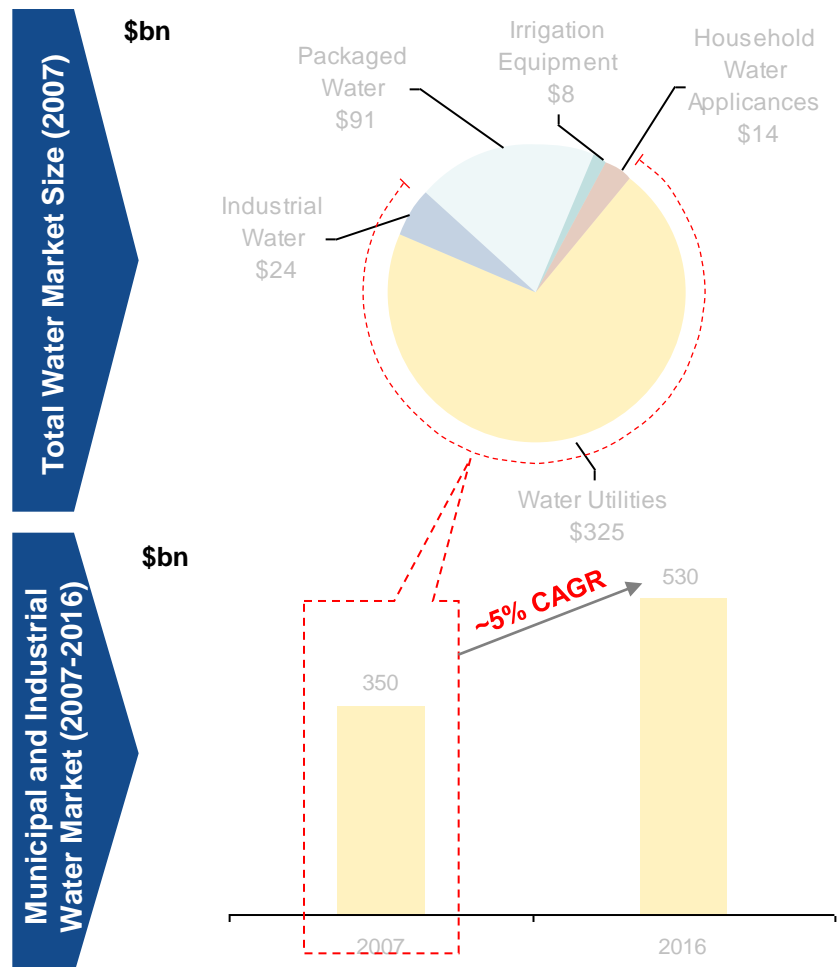 Total Water Market Size (2007)
$bn
Packaged
Water
$91
Irrigation
Equipment
$8
Household
Water
Applicances
$14
Industrial
Water
$24
Water Utilities
$325
Municipal and Industrial
Water Market (2007-2016)
$bn
~5% CAGR
350
530
2007
2016